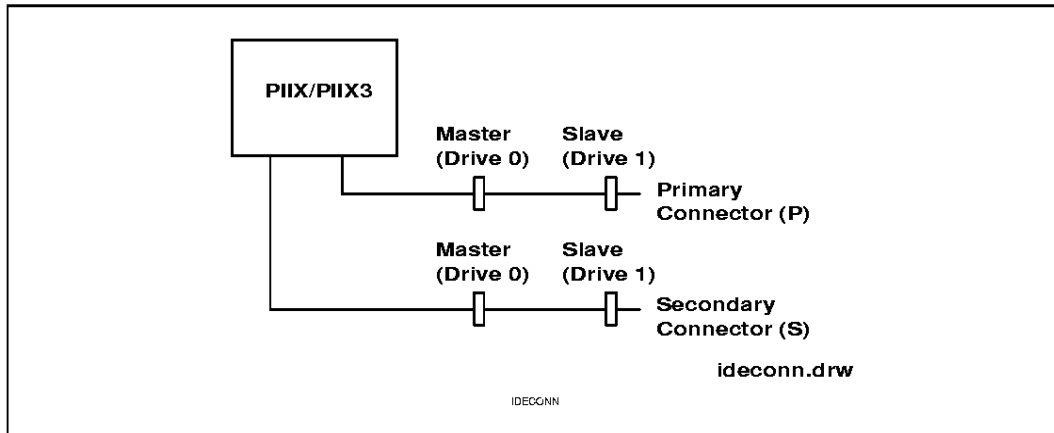 PIIX/PIIX3
Master
(Drive 0)
Slave
(Drive 1)
Primary
Connector (P)
Master
(Drive 0)
Slave
(Drive 1)
Secondary
Connector (S)
ideconn.drw
IDECONN